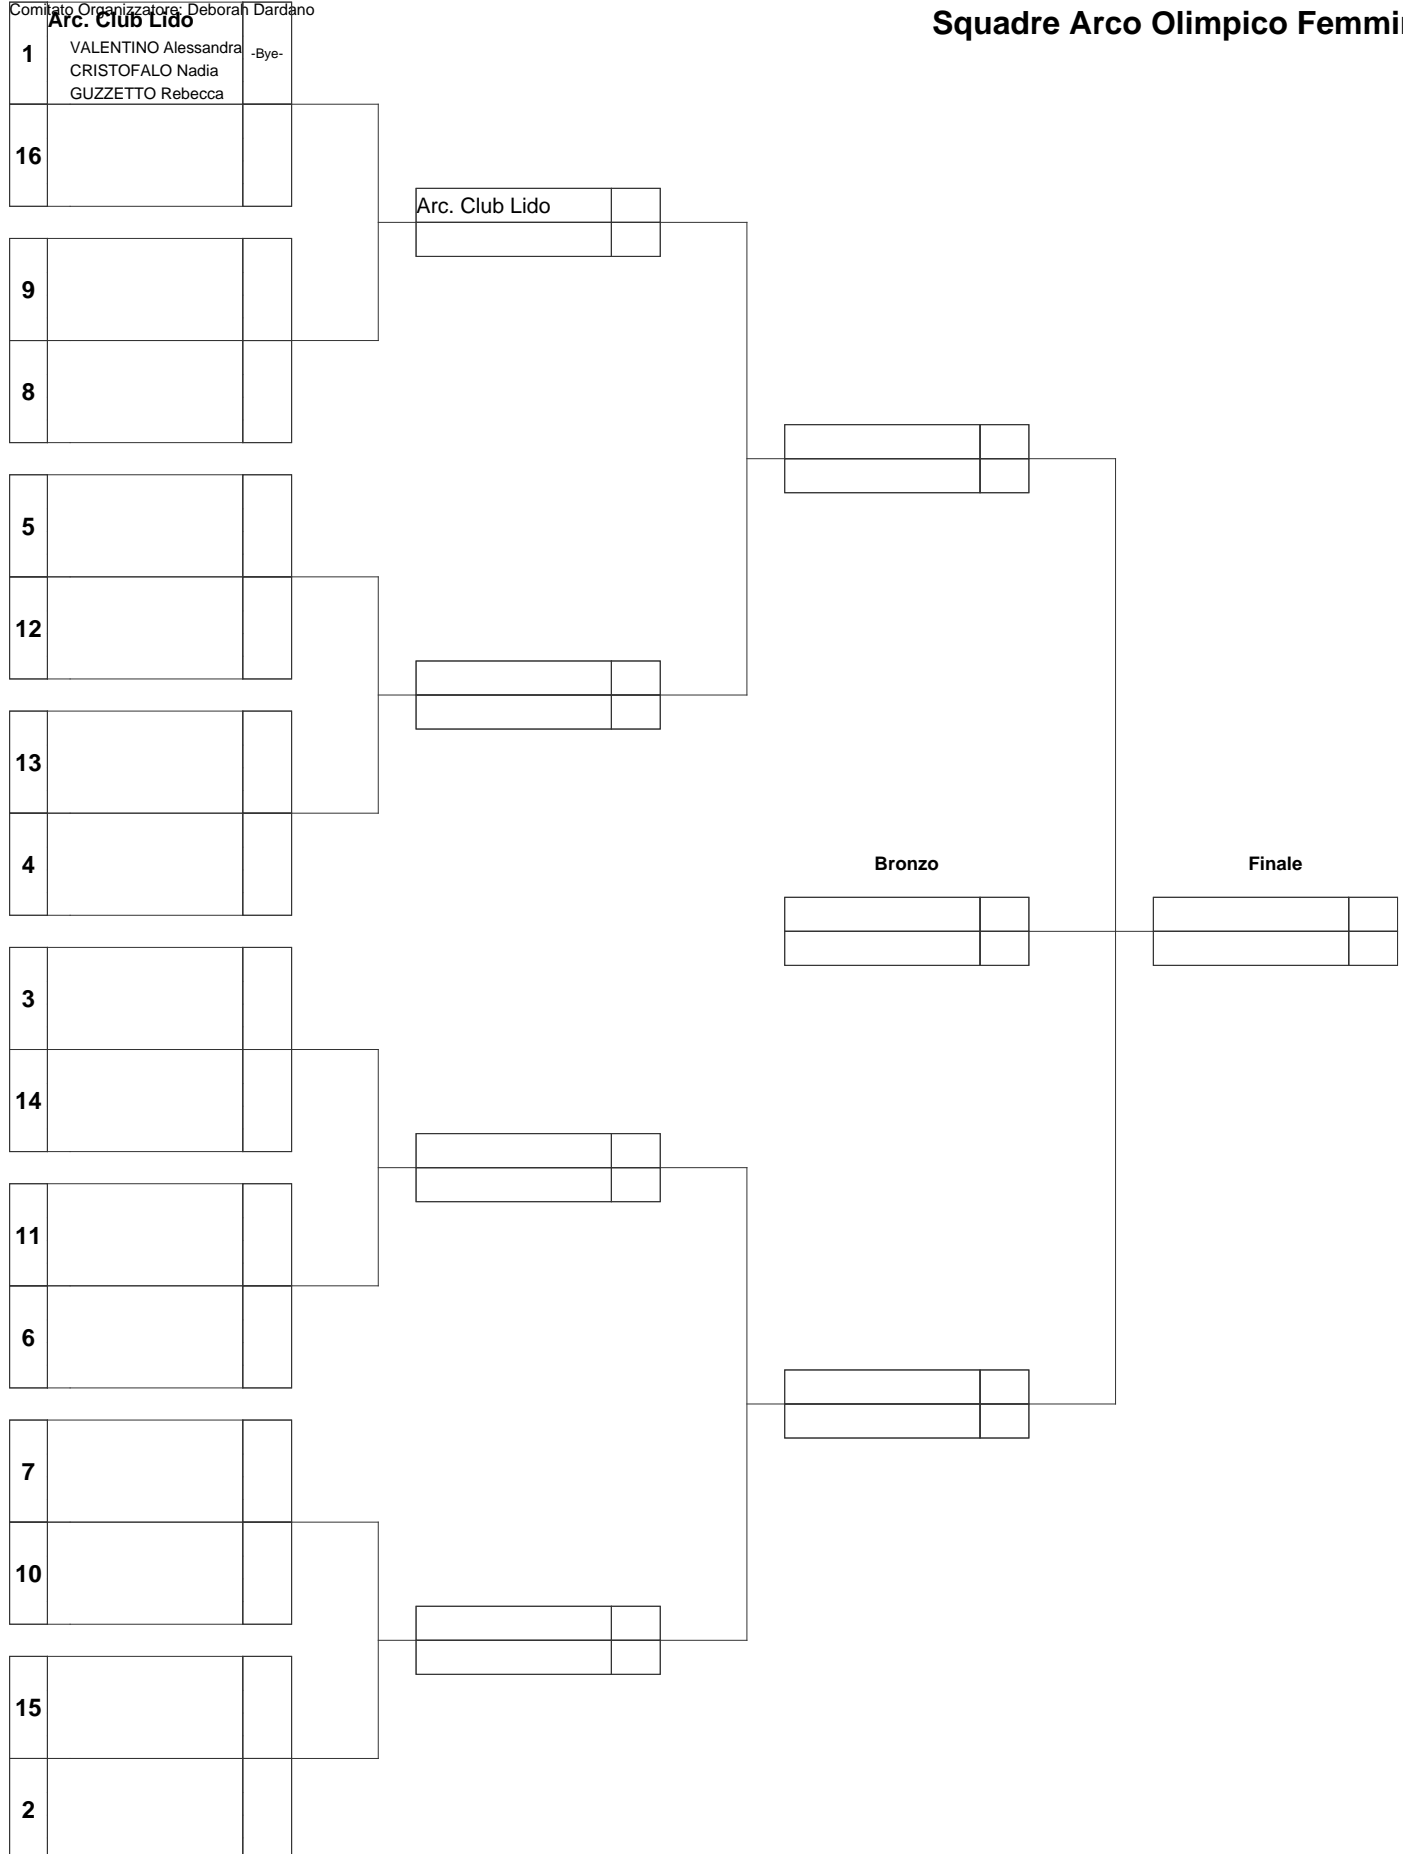 Comitato Organizzatore: Deborah Dardano
Squadre Arco Olimpico Femmin
1
Arc. Club Lido
VALENTINO Alessandra
CRISTOFALO Nadia
GUZZETTO Rebecca
-Bye-
16
Arc. Club Lido
9
8
5
12
13
4
Bronzo
Finale
3
14
11
6
7
10
15
2